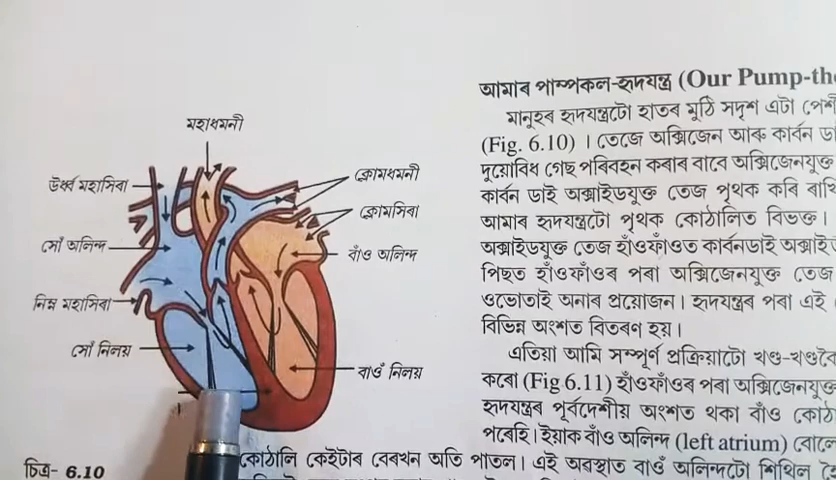 মহাধমনী
ঊৰ্ধ্ব মহাসিৰা
ক্লোমধমনী
ক্লোমসিৰা
সোঁ অলিন্দ
বাঁও অলিন্দ
নিম্ন মহাসিৰা
সোঁ নিলয়
বাওঁ নিলয়
চিত্ৰ- 6.10
আমাৰ পাম্পকল-হৃদযন্ত্ৰ (Our Pump-the
মানুহৰ হৃদযন্ত্ৰটো হাতৰ মুঠি সদৃশ এটা পেশী
(Fig. 6.10) । তেজে অক্সিজেন আৰু কাৰ্বন ডা
দুয়োবিধ গেছ পৰিবহন কৰাৰ বাবে অক্সিজেনযুক্ত
কাৰ্বন ডাই অক্সাইডযুক্ত তেজ পৃথক কৰি ৰাখি
আমাৰ হৃদযন্ত্ৰটো পৃথক কোঠালিত বিভক্ত।
অক্সাইডযুক্ত তেজ হাঁওফাঁওত কাৰ্বনডাই অক্সাইড
পিছত হাঁওফাঁওৰ পৰা অক্সিজেনযুক্ত তেজ
ওভোতাই অনাৰ প্ৰয়োজন। হৃদযন্ত্ৰৰ পৰা এই
বিভিন্ন অংশত বিতৰণ হয়।
এতিয়া আমি সম্পূৰ্ণ প্ৰক্ৰিয়াটো খণ্ড-খণ্ডকৈ
কৰো (Fig 6.11) হাঁওফাঁওৰ পৰা অক্সিজেনযুক্ত
হৃদযন্ত্ৰৰ পূৰ্বদেশীয় অংশত থকা বাঁও কোঠা
পৰেহি। ইয়াক বাঁও অলিন্দ (left atrium) বোলে
কোঠালি কেইটাৰ বেৰখন অতি পাতল। এই অৱস্থাত বাওঁ অলিন্দটো শিথিল হৈ